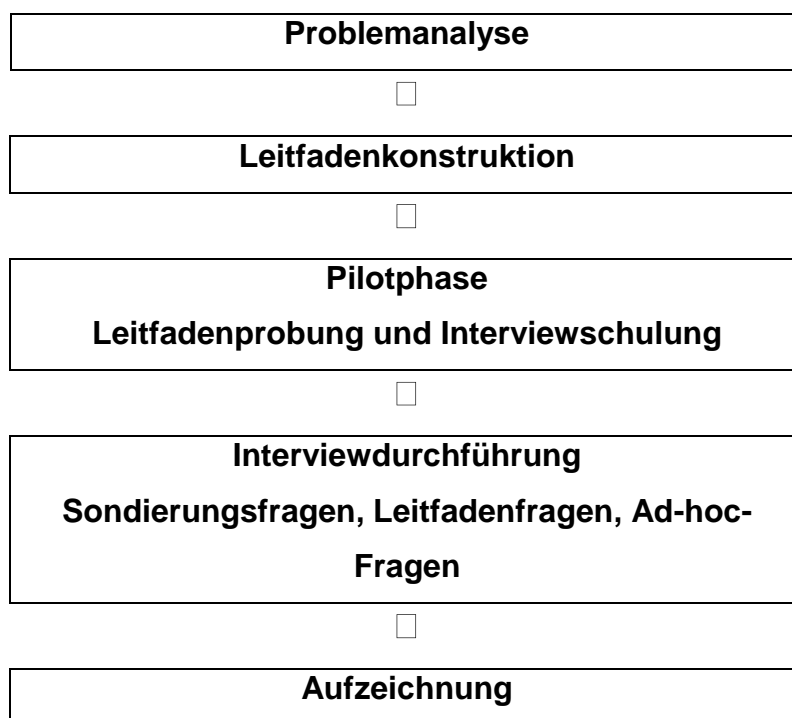 Problemanalyse
Leitfadenkonstruktion
Pilotphase
Leitfadenprobung und Interviewschulung
Interviewdurchführung
Sondierungsfragen, Leitfadenfragen, Ad-hoc-
Fragen
Aufzeichnung